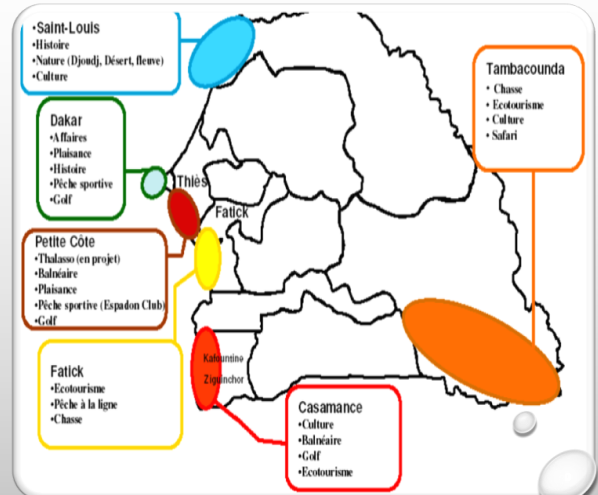 •Saint-Louis
•Histoire
•Nature (Djoudj, Désert, fleuve)
•Culture
Tambacounda
• Chasse
• Ecotourisme
• Culture
• Safari
Dakar
•Affaires
•Plaisance
•Histoire
•Pêche sportive
•Golf
Thiès
Fatick
Petite Côte
•Thalasso (en projet)
•Balnéaire
•Plaisance
•Pêche sportive (Espadon Club)
•Golf
Fatick
•Ecotourisme
•Pêche à la ligne
•Chasse
Kafountine
Ziguinchor
Casamance
• Culture
• Balnéaire
• Golf
• Ecotourisme